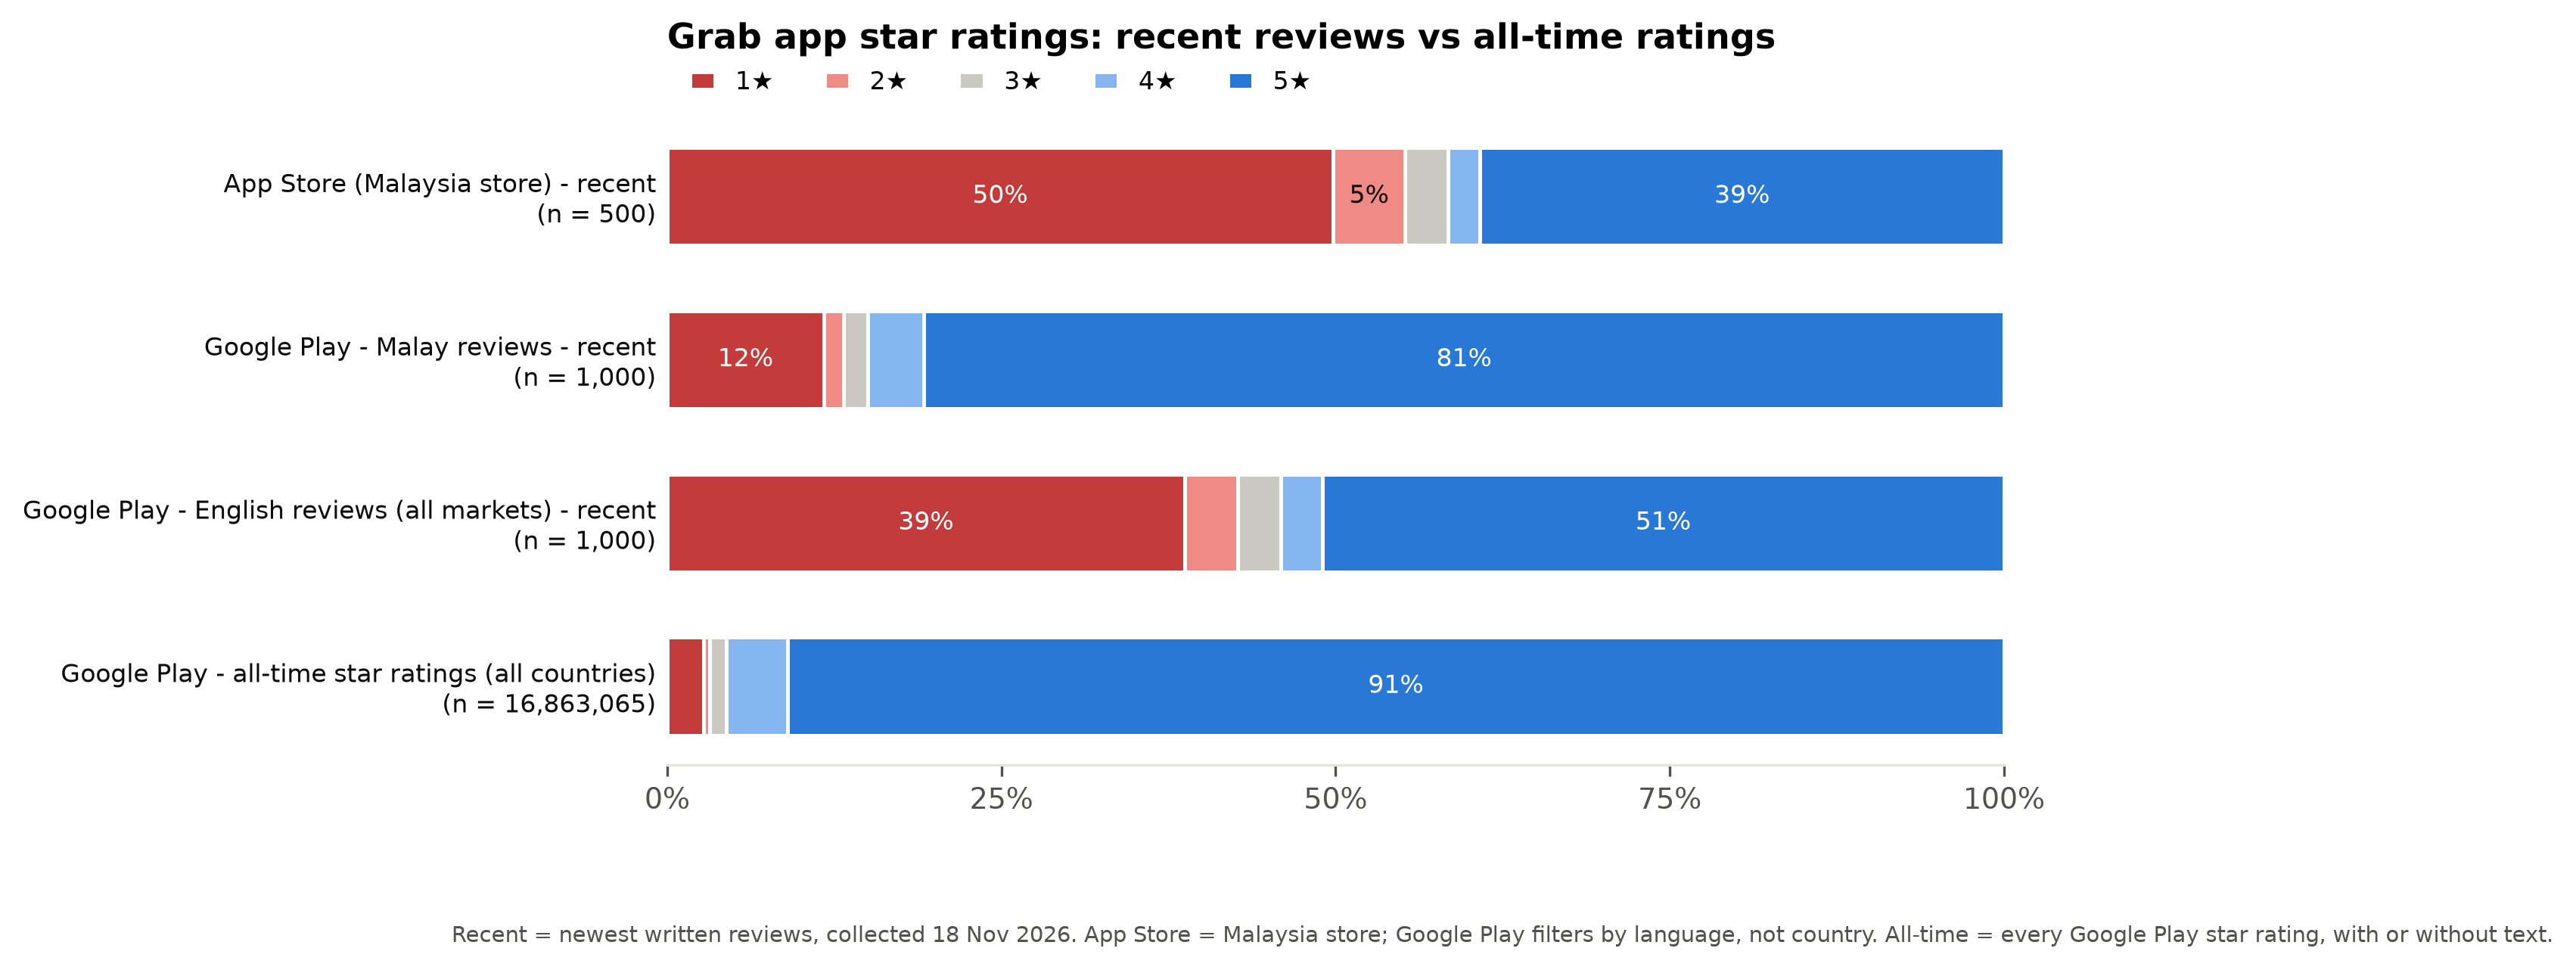 Grab app star ratings: recent reviews vs all-time ratings
1★ 2★ 3★ 4★ 5★
App Store (Malaysia store) - recent
(n = 500)
50% 5% 39%
Google Play - Malay reviews - recent
(n = 1,000)
12% 81%
Google Play - English reviews (all markets) - recent
(n = 1,000)
39% 51%
Google Play - all-time star ratings (all countries)
(n = 16,863,065)
91%
0% 25% 50% 75% 100%
Recent = newest written reviews, collected 18 Nov 2026. App Store = Malaysia store; Google Play filters by language, not country. All-time = every Google Play star rating, with or without text.